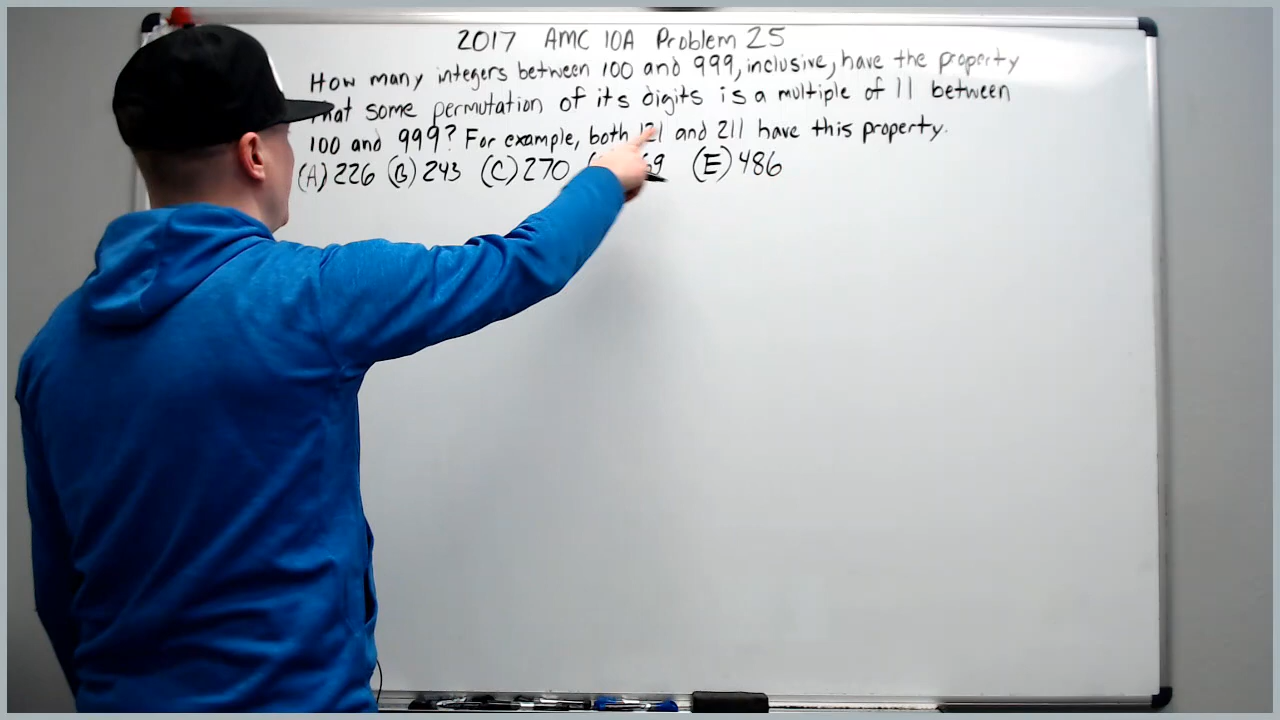 2017 AMC 10A Problem 25
How many integers between 100 and 999, inclusive, have the property
that some permutation of its digits is a multiple of 11 between
100 and 999? For example, both 121 and 211 have this property.
(A) 226 (B) 243 (C) 270 (E) 486